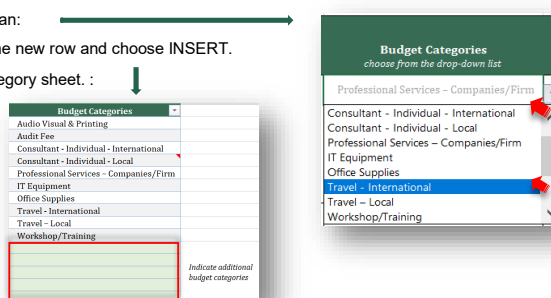 an:
ne new row and choose INSERT.
egory sheet. :
Budget Categories
Audio Visual & Printing
Audit Fee
Consultant - Individual - International
Consultant - Individual - Local
Professional Services – Companies/Firm
IT Equipment
Office Supplies
Travel - International
Travel – Local
Workshop/Training
Indicate additional
budget categories
Budget Categories
choose from the drop-down list
Professional Services – Companies/Firm
Consultant - Individual - International
Consultant - Individual - Local
Professional Services – Companies/Firm
IT Equipment
Office Supplies
Travel - International
Travel – Local
Workshop/Training